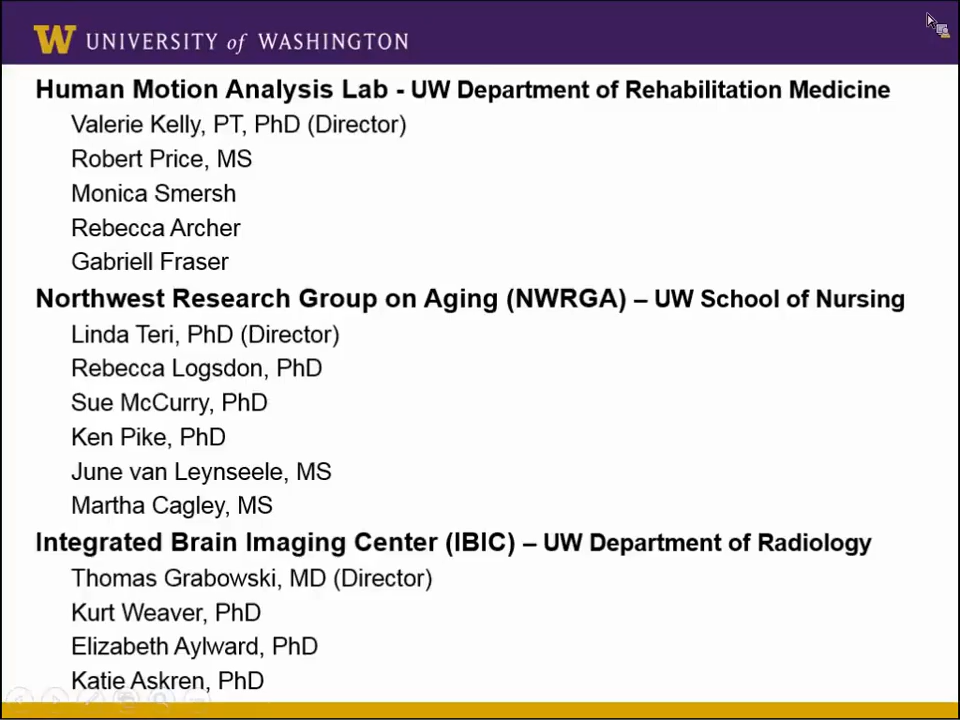 W UNIVERSITY of WASHINGTON
Human Motion Analysis Lab - UW Department of Rehabilitation Medicine
Valerie Kelly, PT, PhD (Director)
Robert Price, MS
Monica Smersh
Rebecca Archer
Gabriell Fraser
Northwest Research Group on Aging (NWRGA) – UW School of Nursing
Linda Teri, PhD (Director)
Rebecca Logsdon, PhD
Sue McCurry, PhD
Ken Pike, PhD
June van Leynseele, MS
Martha Cagley, MS
Integrated Brain Imaging Center (IBIC) – UW Department of Radiology
Thomas Grabowski, MD (Director)
Kurt Weaver, PhD
Elizabeth Aylward, PhD
Katie Askren, PhD